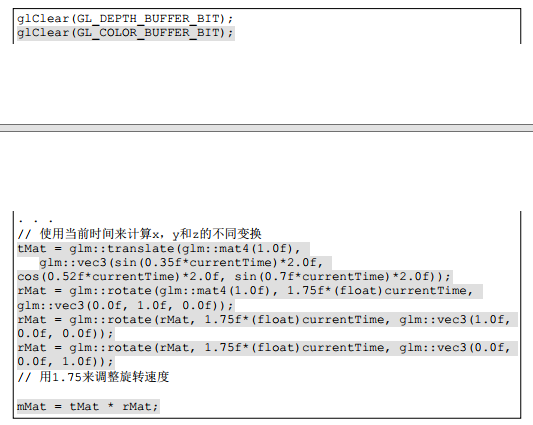 glClear(GL_DEPTH_BUFFER_BIT);
glClear(GL_COLOR_BUFFER_BIT);
. . .
// 使用当前时间来计算x，y和z的不同变换
tMat = glm::translate(glm::mat4(1.0f),
glm::vec3(sin(0.35f*currentTime)*2.0f,
cos(0.52f*currentTime)*2.0f, sin(0.7f*currentTime)*2.0f));
rMat = glm::rotate(glm::mat4(1.0f), 1.75f*(float)currentTime,
glm::vec3(0.0f, 1.0f, 0.0f));
rMat = glm::rotate(rMat, 1.75f*(float)currentTime, glm::vec3(1.0f,
0.0f, 0.0f));
rMat = glm::rotate(rMat, 1.75f*(float)currentTime, glm::vec3(0.0f,
0.0f, 1.0f));
// 用1.75来调整旋转速度
mMat = tMat * rMat;